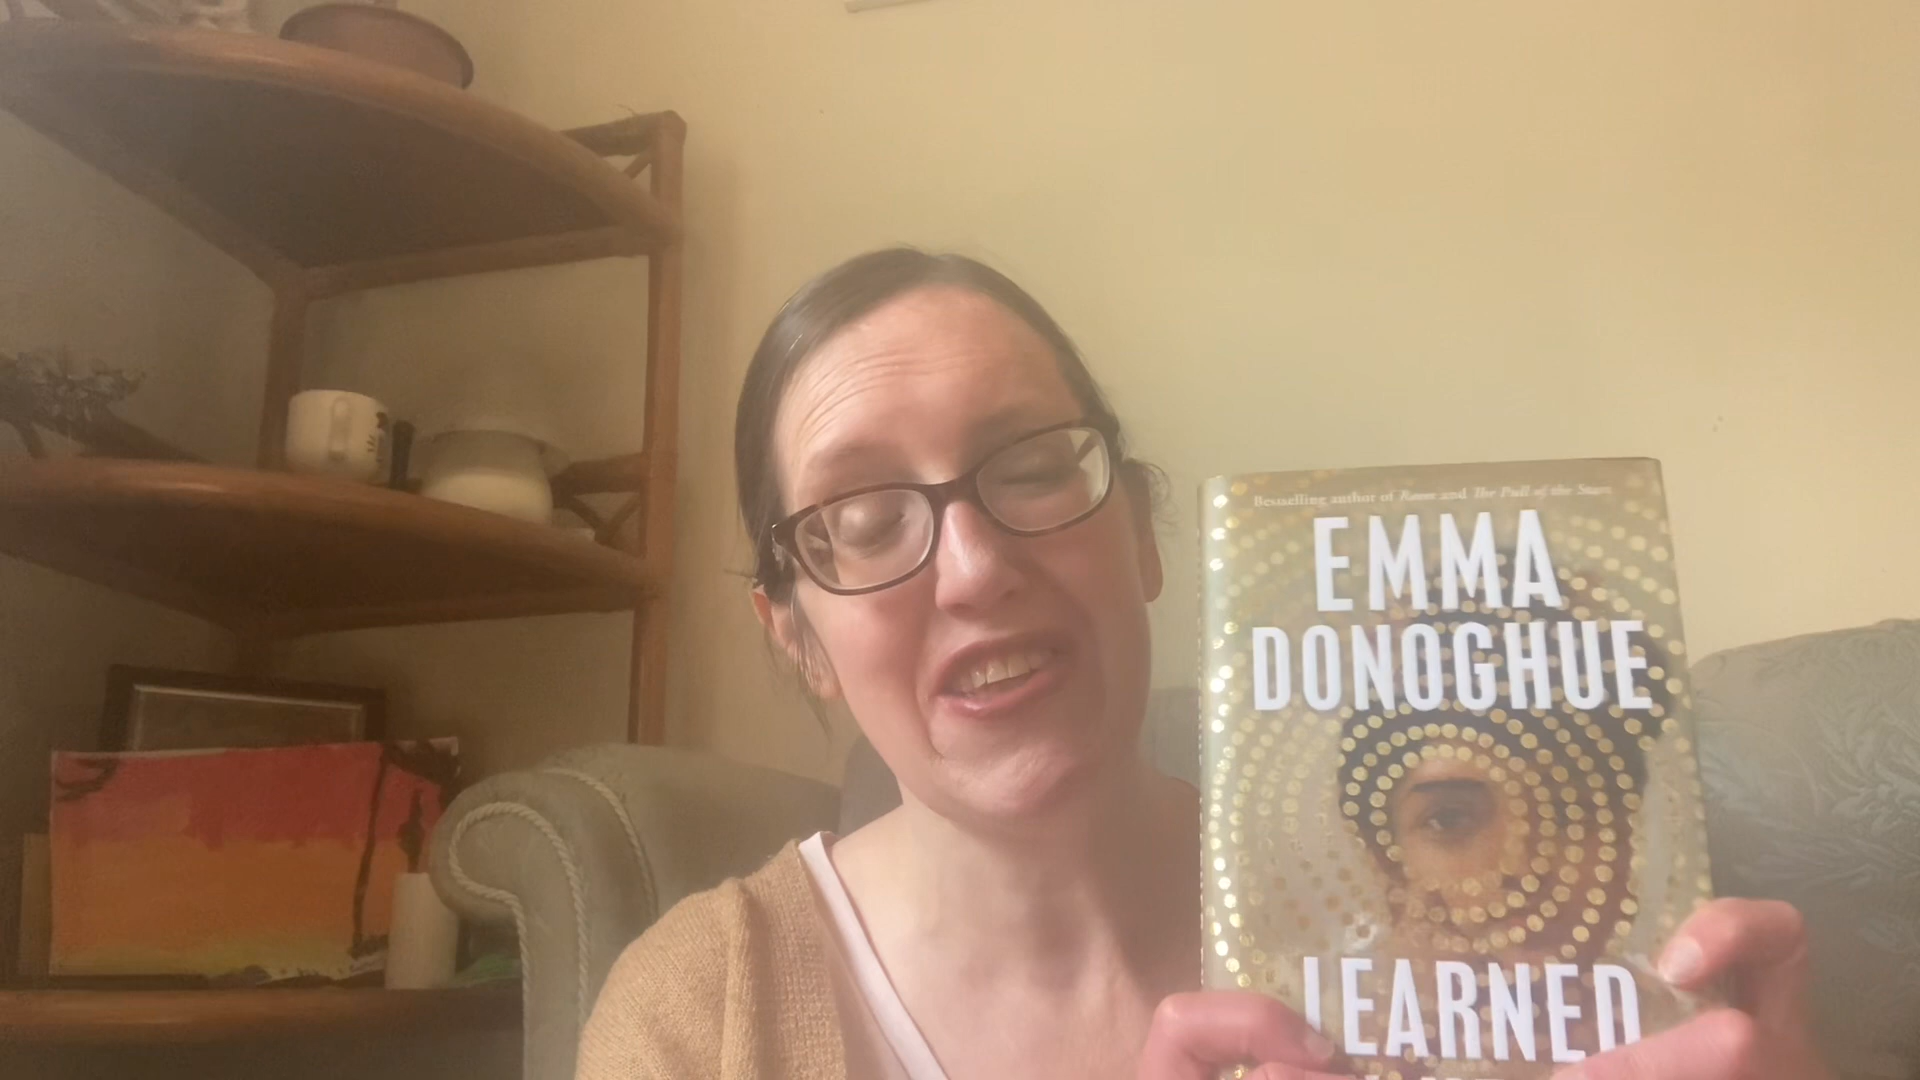 Bestselling author of Room and The Pull of the Stars
EMMA
DONOGHUE
LEARNED